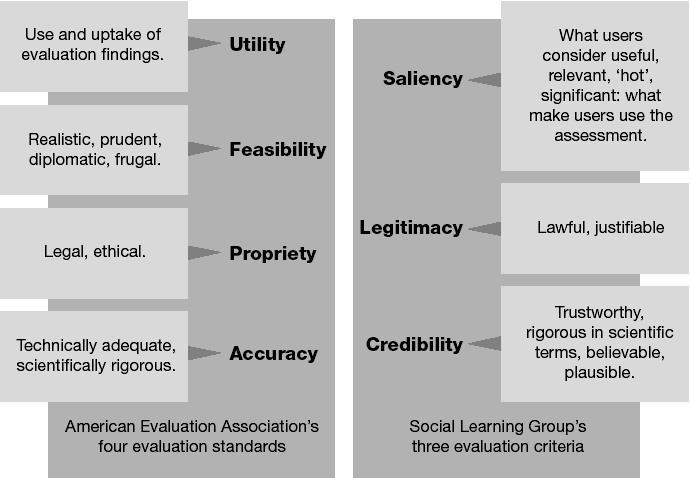 Use and uptake of
evaluation findings.
Utility
Realistic, prudent,
diplomatic, frugal.
Feasibility
Legal, ethical.
Propriety
Technically adequate,
scientifically rigorous.
Accuracy
American Evaluation Association’s
four evaluation standards
Saliency
What users
consider useful,
relevant, ‘hot’,
significant: what
make users use the
assessment.
Legitimacy
Lawful, justifiable
Credibility
Trustworthy,
rigorous in scientific
terms, believable,
plausible.
Social Learning Group’s
three evaluation criteria